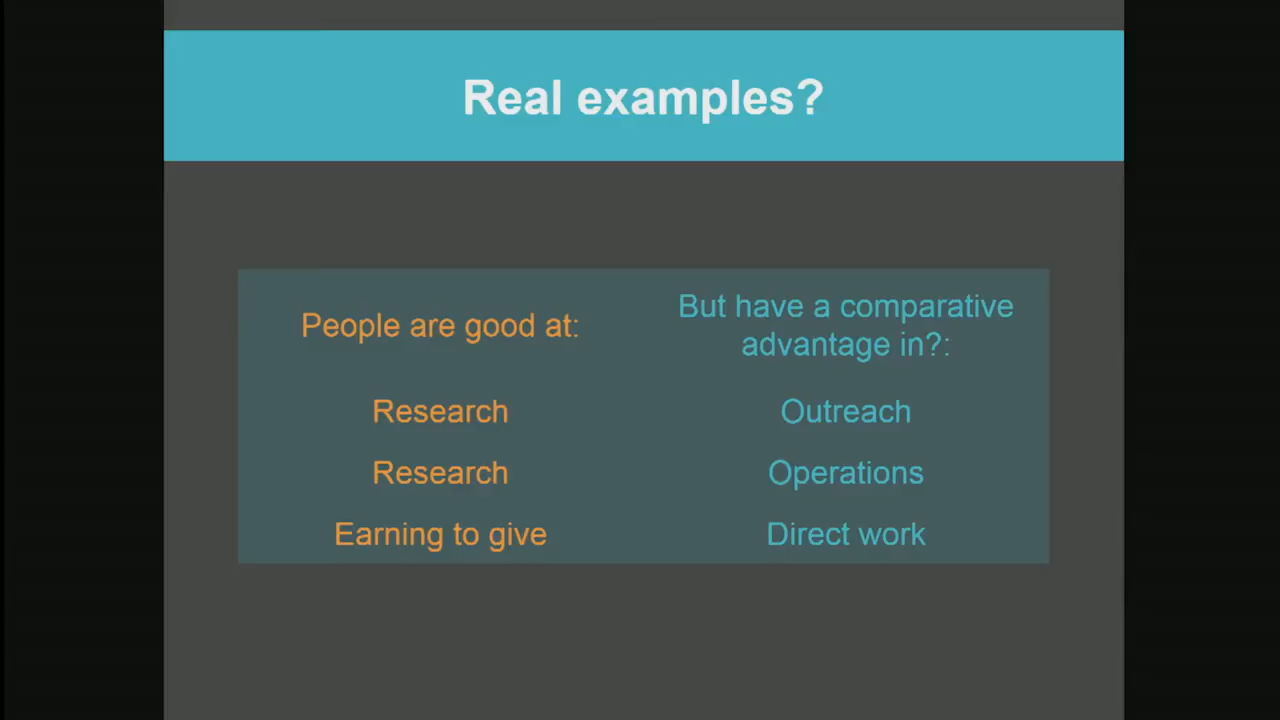 Real examples?
People are good at:
But have a comparative
advantage in?:
Research
Outreach
Research
Operations
Earning to give
Direct work